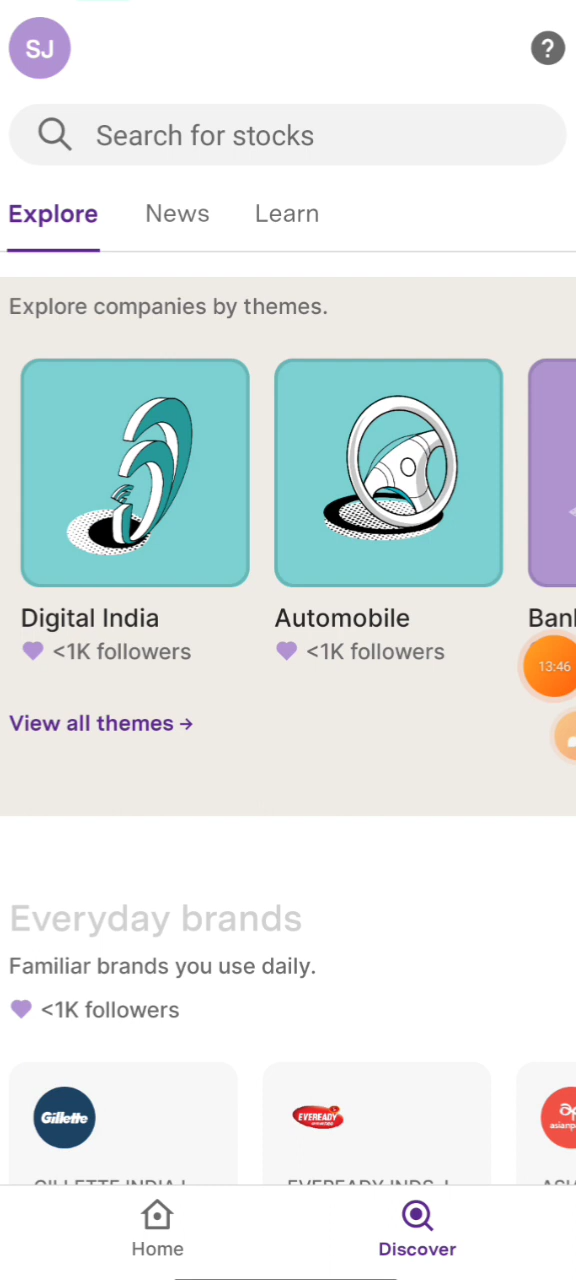 SJ
?
Search for stocks
Explore
News
Learn
Explore companies by themes.
Digital India
Automobile
<1K followers
<1K followers
13:46
View all themes →
Everyday brands
Familiar brands you use daily.
<1K followers
Gillette
EVEREADY
Home
Discover